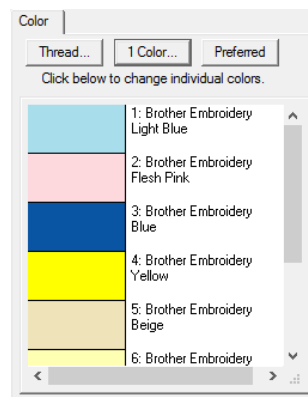 Color
Thread... 1 Color... Preferred
Click below to change individual colors.
1: Brother Embroidery
Light Blue
2: Brother Embroidery
Flesh Pink
3: Brother Embroidery
Blue
4: Brother Embroidery
Yellow
5: Brother Embroidery
Beige
6: Brother Embroidery